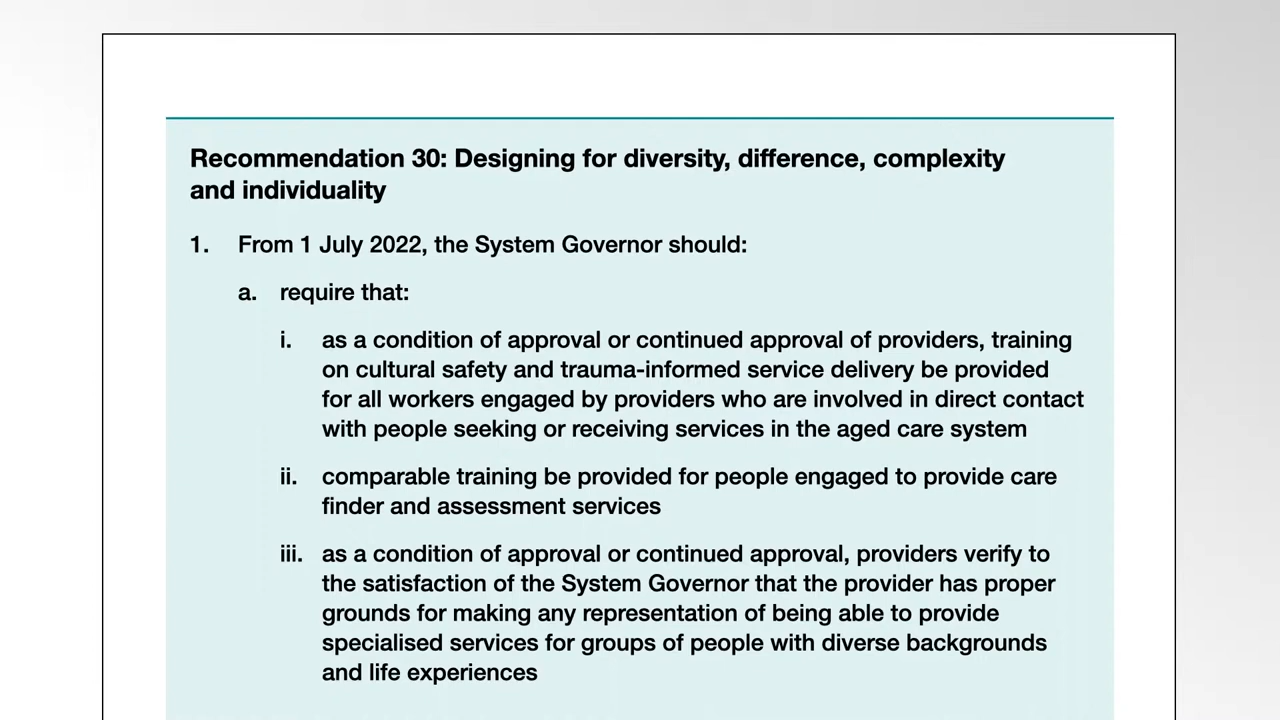 Recommendation 30: Designing for diversity, difference, complexity
and individuality
1. From 1 July 2022, the System Governor should:
a. require that:
i. as a condition of approval or continued approval of providers, training
on cultural safety and trauma-informed service delivery be provided
for all workers engaged by providers who are involved in direct contact
with people seeking or receiving services in the aged care system
ii. comparable training be provided for people engaged to provide care
finder and assessment services
iii. as a condition of approval or continued approval, providers verify to
the satisfaction of the System Governor that the provider has proper
grounds for making any representation of being able to provide
specialised services for groups of people with diverse backgrounds
and life experiences